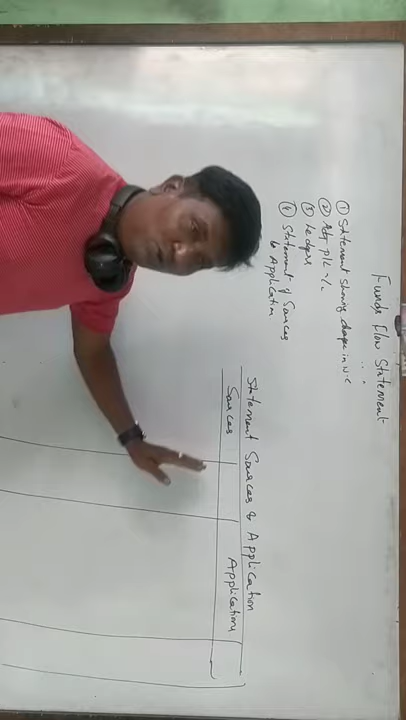 Funds Flow Statement
① Statement showing change in W.C
② Adj P/L A/c
③ Ledgers
④ Statement of Sources
& Application
Statement Sources & Application
Sources
Applications